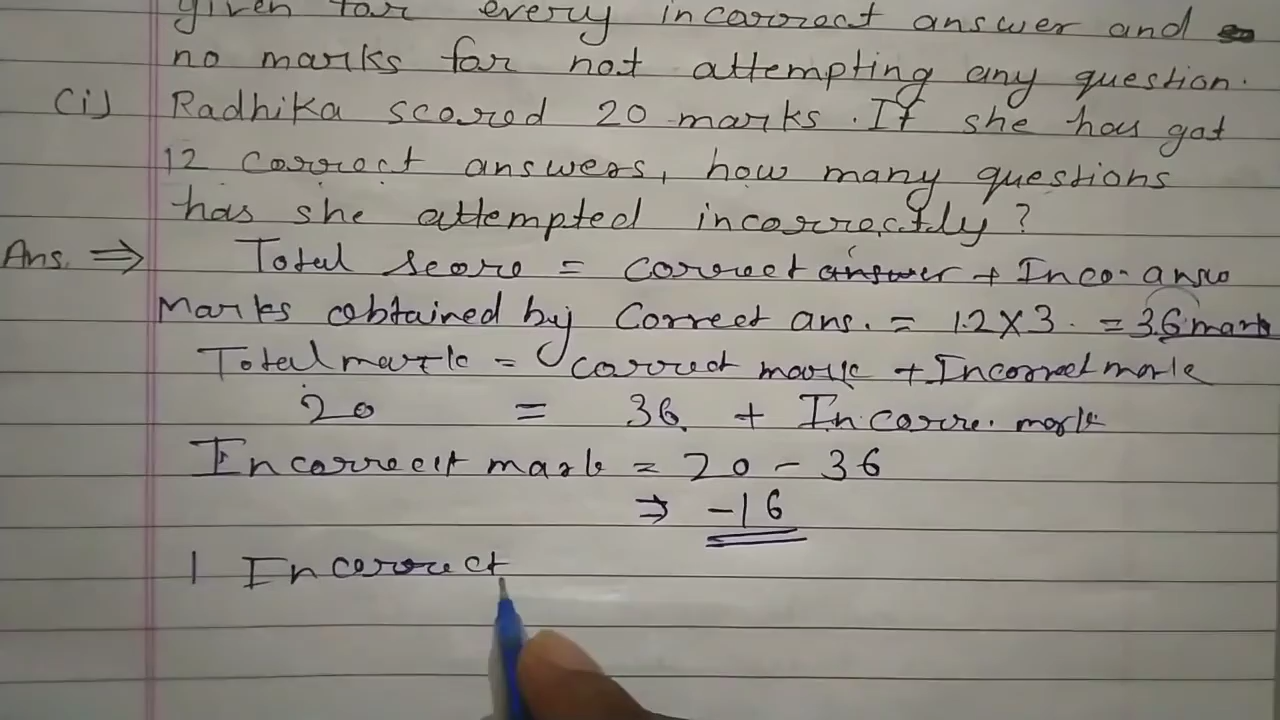 given for every incorrect answer and
no marks for not attempting any question.
(i) Radhika scored 20 marks. If she has got
12 correct answers, how many questions
has she attempted incorrectly?
Ans. ⇒ Total score = correct answer + Inco. answ
Marks obtained by Correct ans. = 12 × 3 = 36 mark
Total mark = correct mark + Incorrect mark
20 = 36 + Incorre. mark
Incorrect mark = 20 - 36
⇒ -16
1 Incorrect